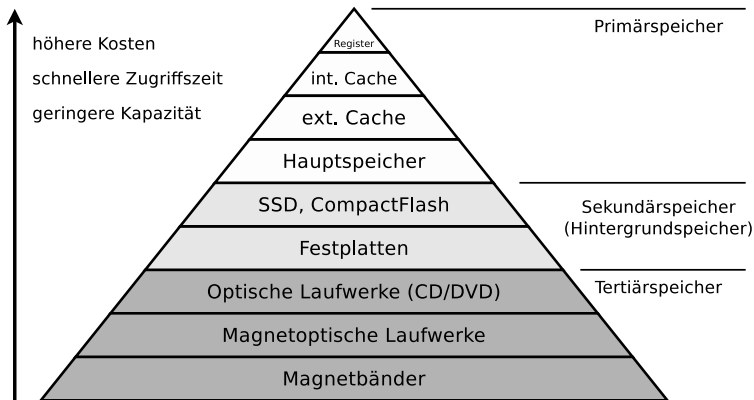 höhere Kosten
schnellere Zugriffszeit
geringere Kapazität
Register
int. Cache
ext. Cache
Hauptspeicher
SSD, CompactFlash
Festplatten
Optische Laufwerke (CD/DVD)
Magnetoptische Laufwerke
Magnetbänder
Primärspeicher
Sekundärspeicher
(Hintergrundspeicher)
Tertiärspeicher